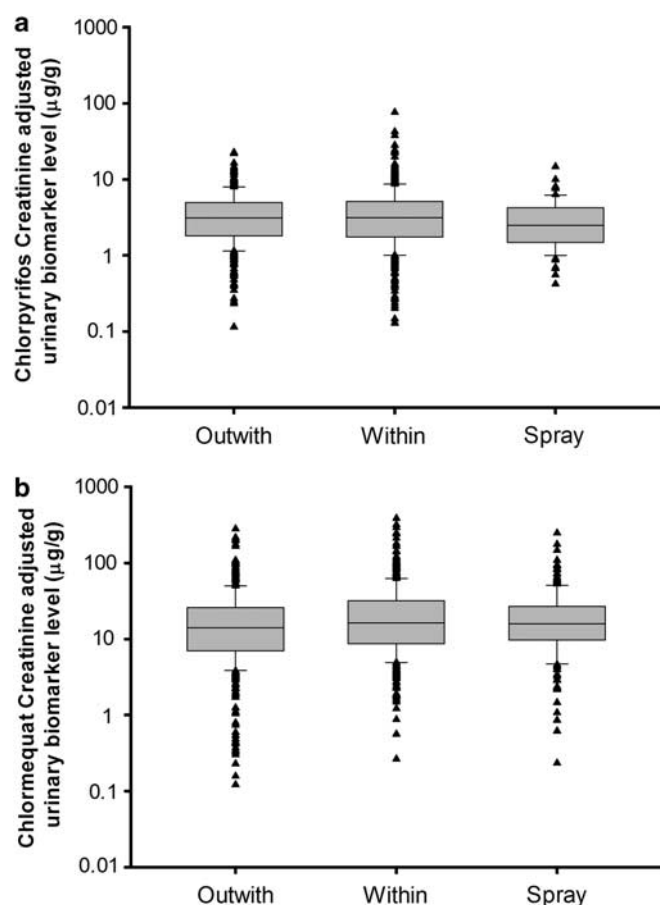 a
Chlorpyrifos Creatinine adjusted
urinary biomarker level (µg/g)
1000
100
10
1
0.1
0.01
Outwith Within Spray
b
Chlormequat Creatinine adjusted
urinary biomarker level (µg/g)
1000
100
10
1
0.1
0.01
Outwith Within Spray